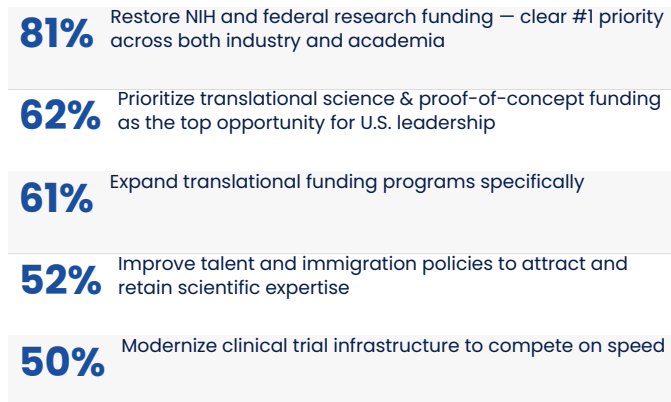 81% Restore NIH and federal research funding — clear #1 priority
across both industry and academia
62% Prioritize translational science & proof-of-concept funding
as the top opportunity for U.S. leadership
61% Expand translational funding programs specifically
52% Improve talent and immigration policies to attract and
retain scientific expertise
50% Modernize clinical trial infrastructure to compete on speed